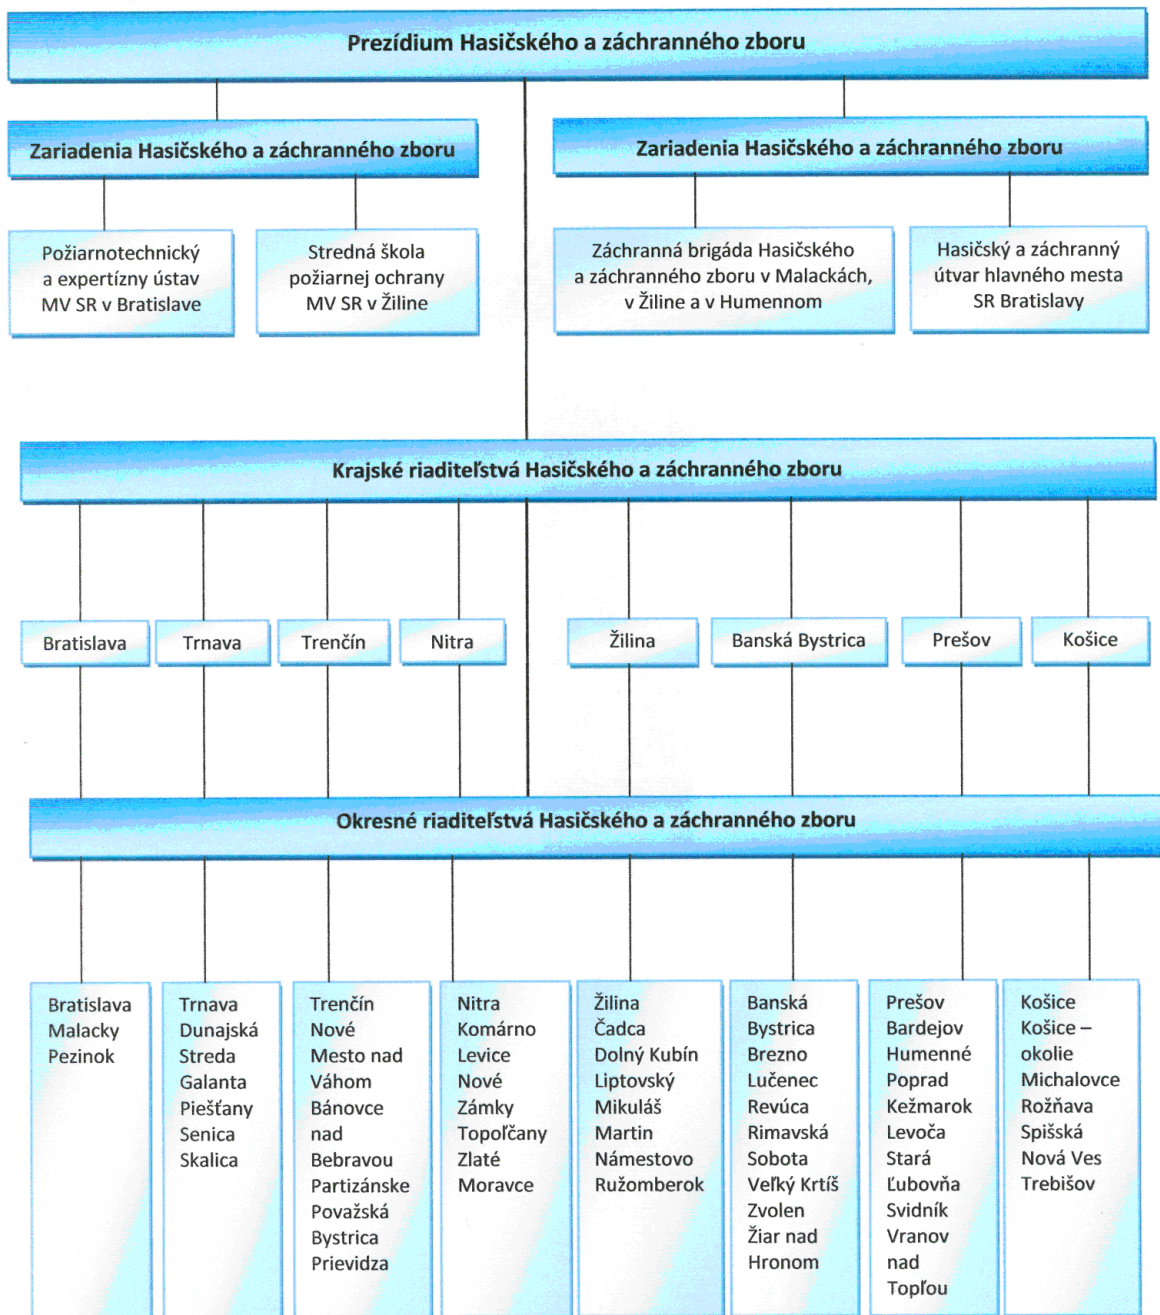 Prezídium Hasičského a záchranného zboru
Zariadenia Hasičského a záchranného zboru
Zariadenia Hasičského a záchranného zboru
Požiarnotechnický
a expertízny ústav
MV SR v Bratislave
Stredná škola
požiarnej ochrany
MV SR v Žiline
Záchranná brigáda Hasičského
a záchranného zboru v Malackách,
v Žiline a v Humennom
Hasičský a záchranný
útvar hlavného mesta
SR Bratislavy
Krajské riaditeľstvá Hasičského a záchranného zboru
Bratislava
Trnava
Trenčín
Nitra
Žilina
Banská Bystrica
Prešov
Košice
Okresné riaditeľstvá Hasičského a záchranného zboru
Bratislava
Malacky
Pezinok
Trnava
Dunajská
Streda
Galanta
Piešťany
Senica
Skalica
Trenčín
Nové
Mesto nad
Váhom
Bánovce
nad
Bebravou
Partizánske
Považská
Bystrica
Prievidza
Nitra
Komárno
Levice
Nové
Zámky
Topoľčany
Zlaté
Moravce
Žilina
Čadca
Dolný Kubín
Liptovský
Mikuláš
Martin
Námestovo
Ružomberok
Banská
Bystrica
Brezno
Lučenec
Revúca
Rimavská
Sobota
Veľký Krtíš
Zvolen
Žiar nad
Hronom
Prešov
Bardejov
Humenné
Poprad
Kežmarok
Levoča
Stará
Ľubovňa
Svidník
Vranov
nad
Topľou
Košice
Košice –
okolie
Michalovce
Rožňava
Spišská
Nová Ves
Trebišov